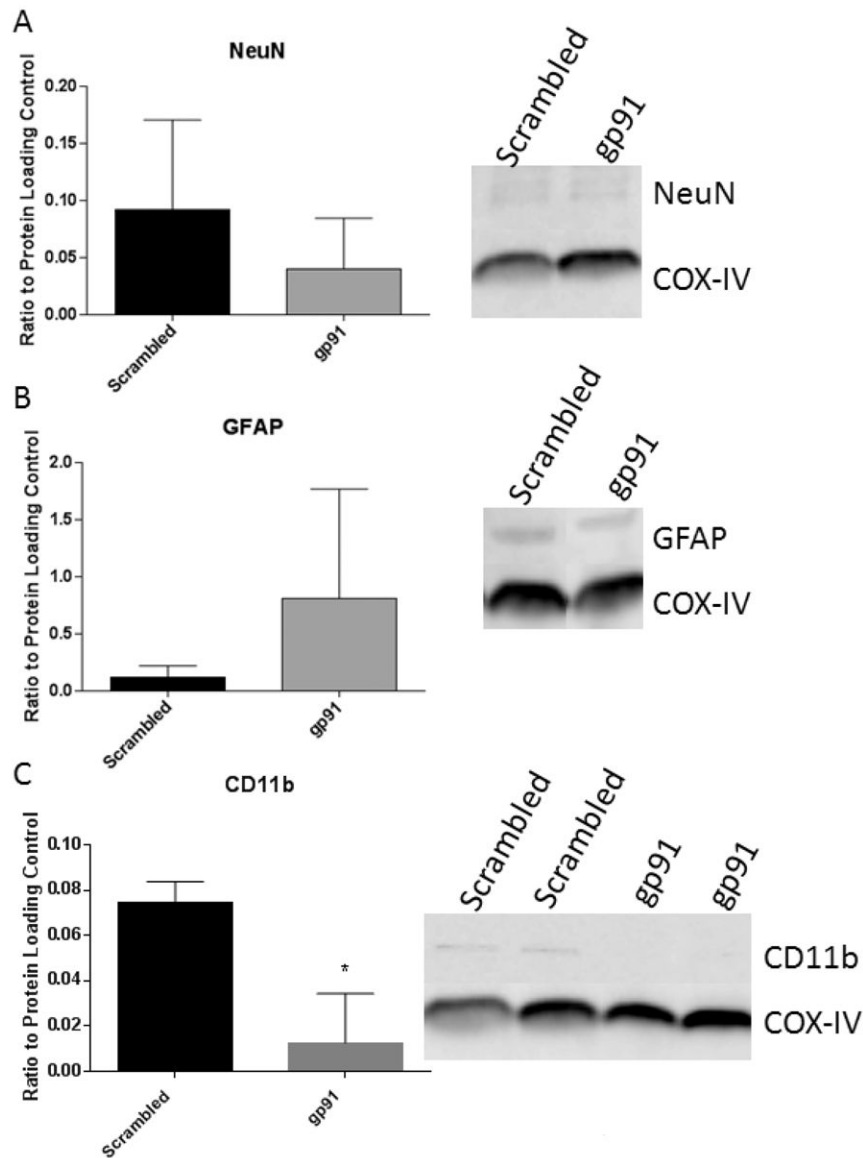 A
NeuN
Ratio to Protein Loading Control
0.20
0.15
0.10
0.05
0.00
Scrambled
gp91
Scrambled
gp91
NeuN
COX-IV
B
GFAP
Ratio to Protein Loading Control
2.0
1.5
1.0
0.5
0.0
Scrambled
gp91
Scrambled
gp91
GFAP
COX-IV
C
CD11b
Ratio to Protein Loading Control
0.10
0.08
0.06
0.04
0.02
0.00
*
Scrambled
gp91
Scrambled
Scrambled
gp91
gp91
CD11b
COX-IV